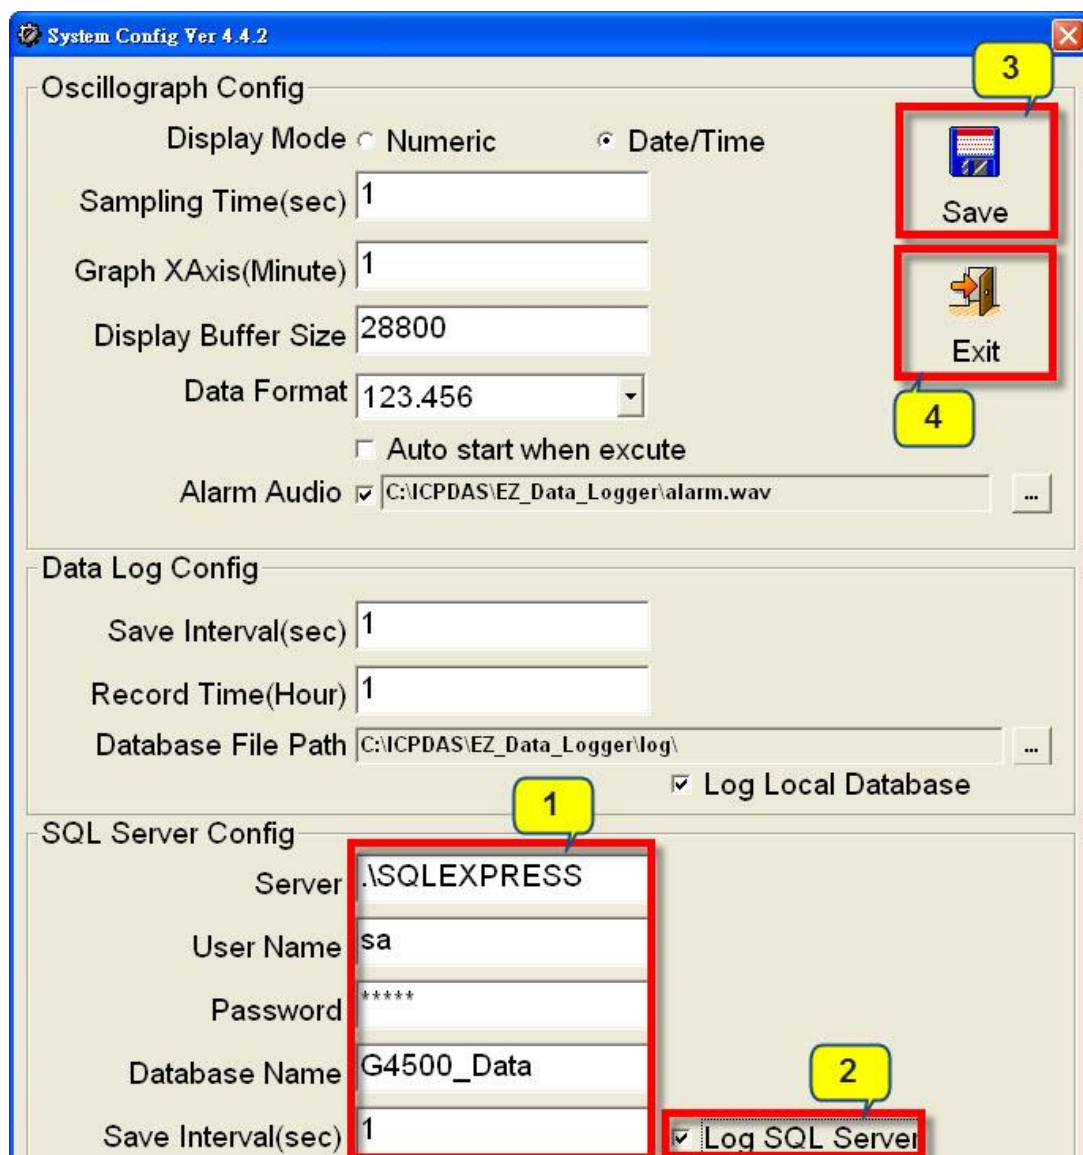 System Config Ver 4.4.2
3
Oscillograph Config
Display Mode Numeric Date/Time
Sampling Time(sec) 1
Save
Graph XAxis(Minute) 1
Display Buffer Size 28800
Exit
Data Format 123.456
4
Auto start when excute
Alarm Audio C:\ICPDAS\EZ_Data_Logger\alarm.wav ...
Data Log Config
Save Interval(sec) 1
Record Time(Hour) 1
Database File Path C:\ICPDAS\EZ_Data_Logger\log\ ...
Log Local Database
1
SQL Server Config
Server .\SQLEXPRESS
User Name sa
Password *****
Database Name G4500_Data
2
Save Interval(sec) 1 Log SQL Server